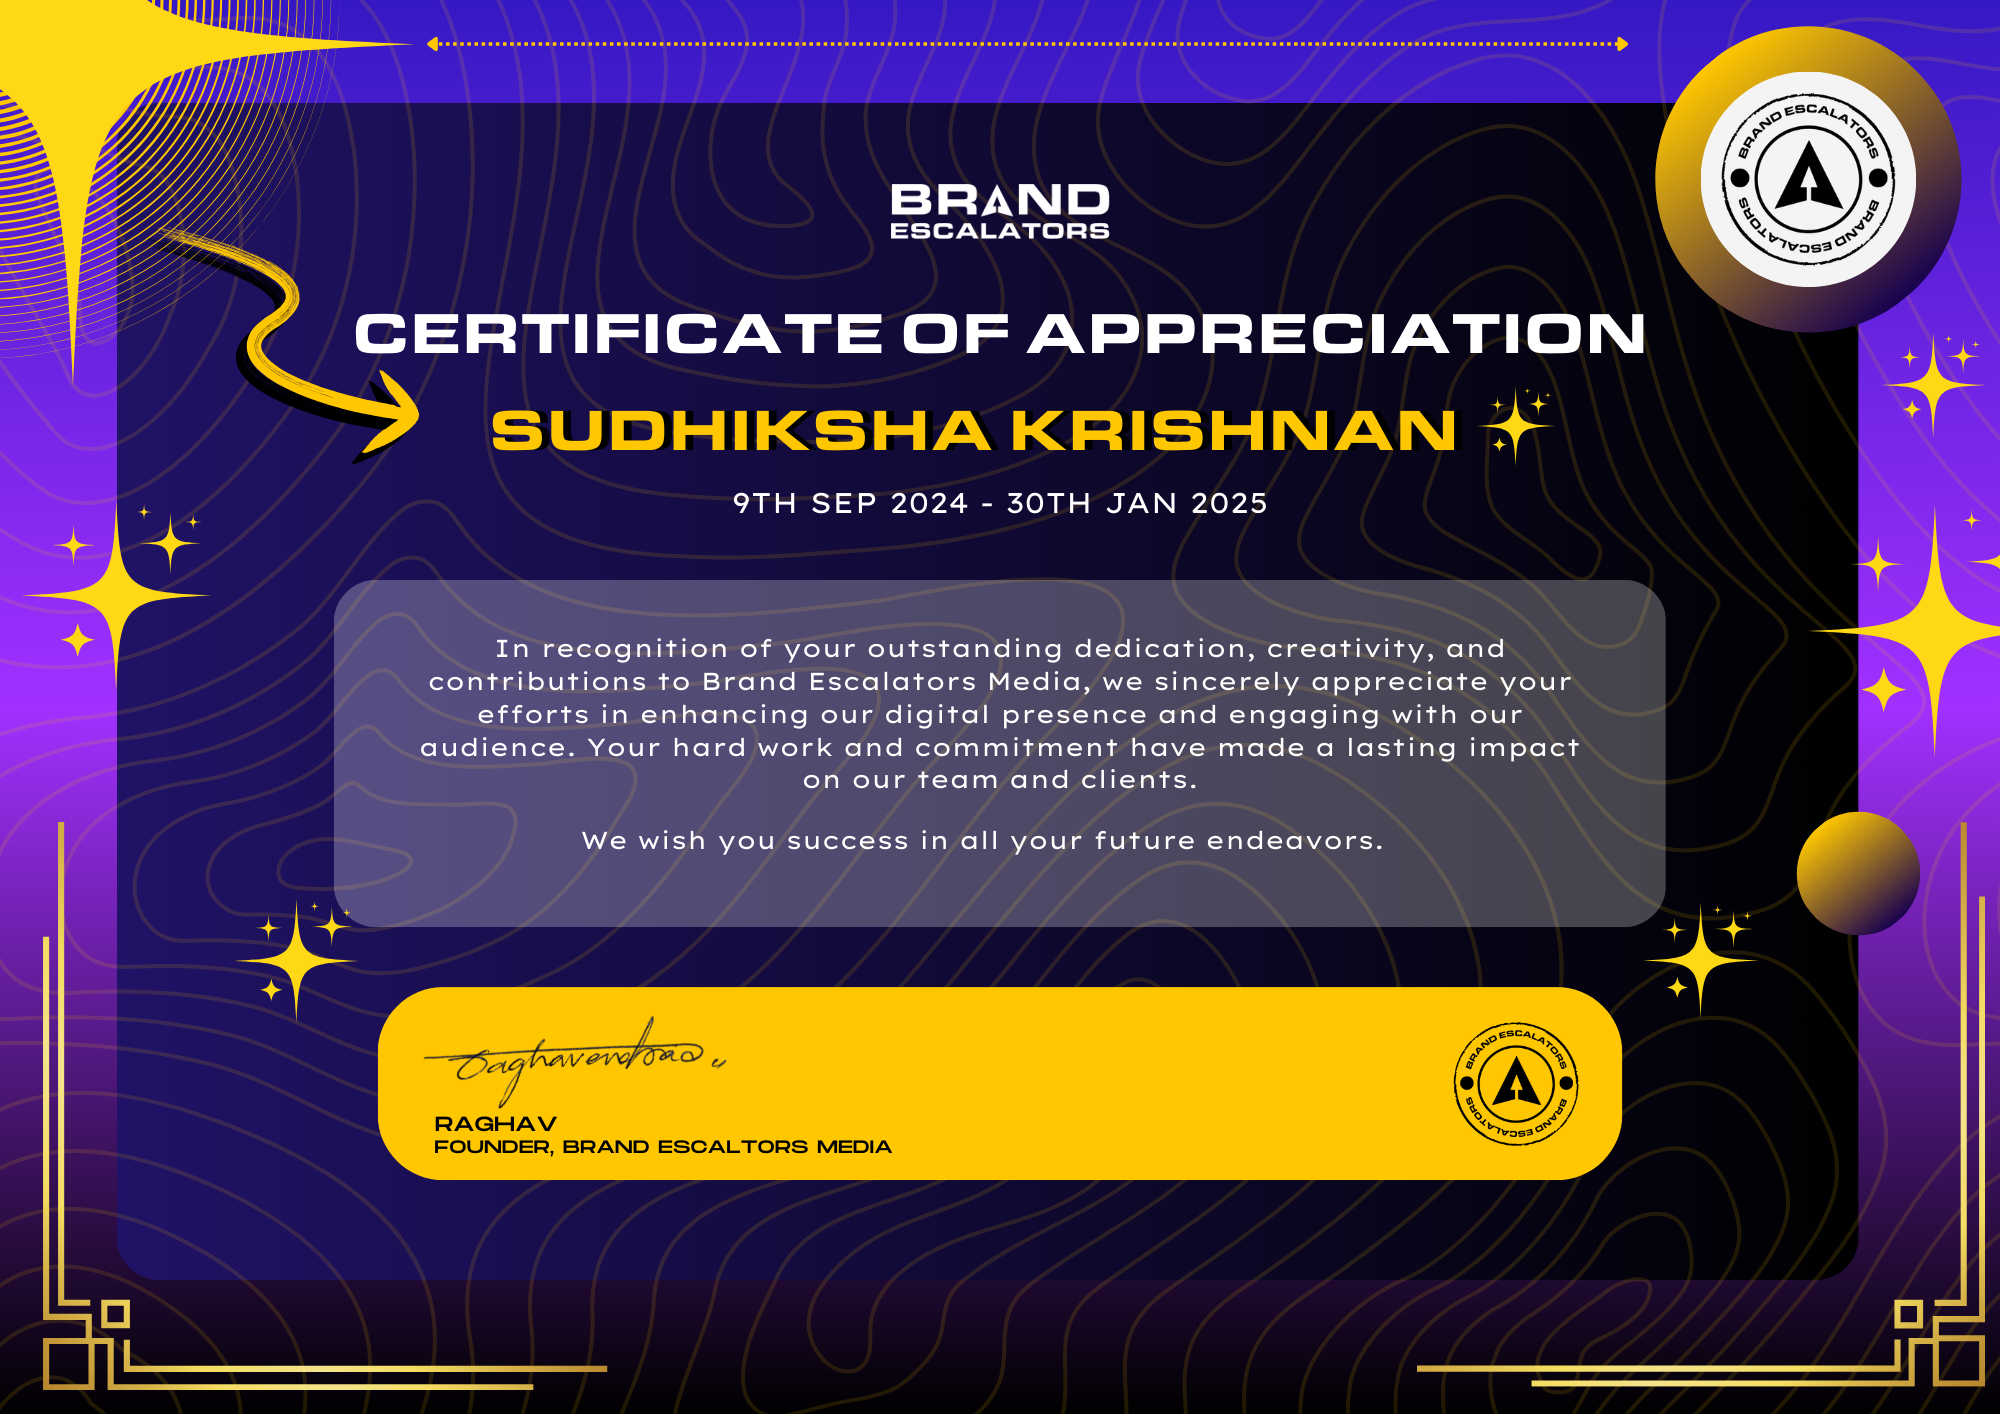 BRAND ESCALATORS
BRAND ESCALATORS
BRAND
ESCALATORS
CERTIFICATE OF APPRECIATION
SUDHIKSHA KRISHNAN
9TH SEP 2024 - 30TH JAN 2025
In recognition of your outstanding dedication, creativity, and
contributions to Brand Escalators Media, we sincerely appreciate your
efforts in enhancing our digital presence and engaging with our
audience. Your hard work and commitment have made a lasting impact
on our team and clients.
We wish you success in all your future endeavors.
Raghavendrao
RAGHAV
FOUNDER, BRAND ESCALTORS MEDIA
BRAND ESCALATORS
BRAND ESCALATORS